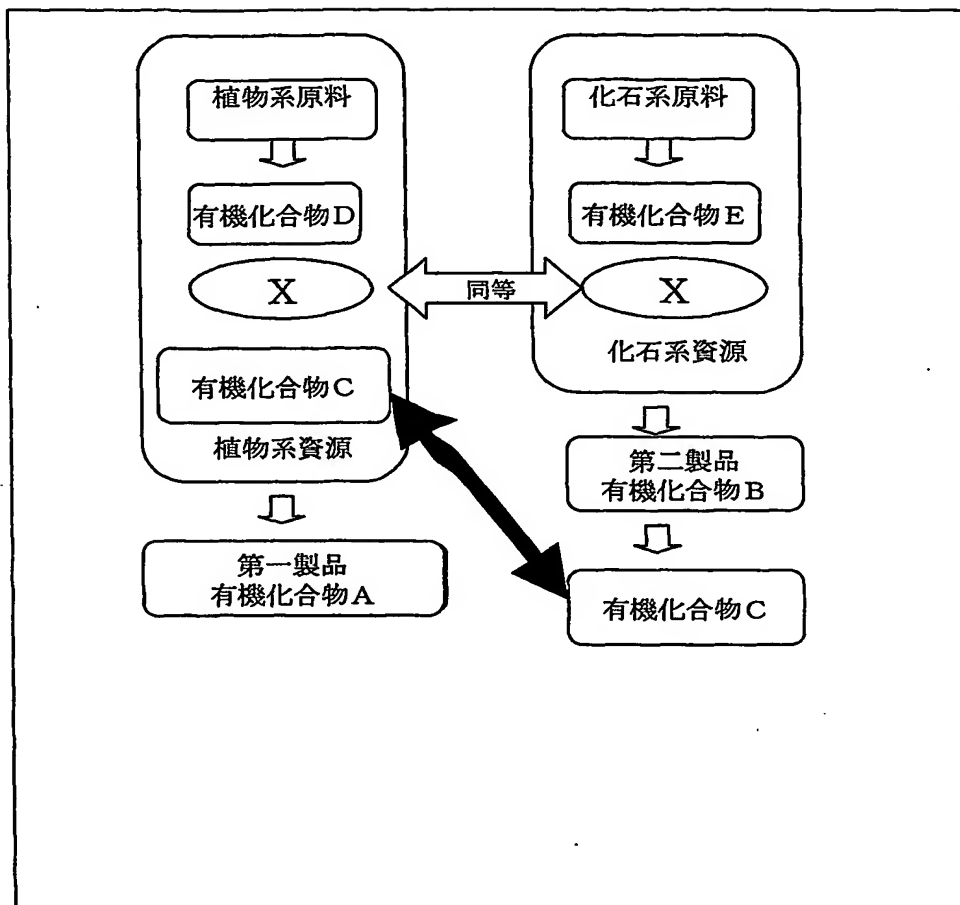 植物系原料
有機化合物D
X
有機化合物C
植物系資源
第一製品
有機化合物A
同等
化石系原料
有機化合物E
X
化石系資源
第二製品
有機化合物B
有機化合物C